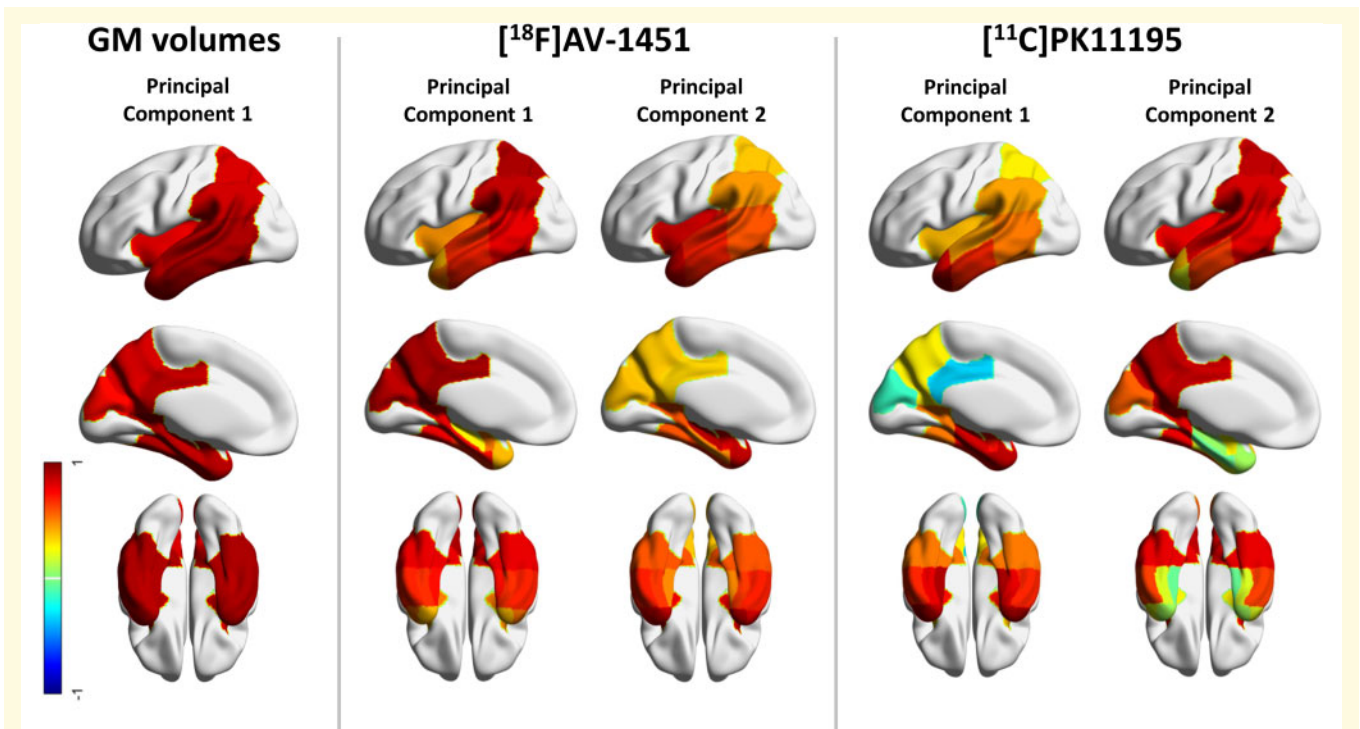 GM volumes
[¹⁸F]AV-1451
[¹¹C]PK11195
Principal
Component 1
Principal
Component 1
Principal
Component 2
Principal
Component 1
Principal
Component 2
1
-1